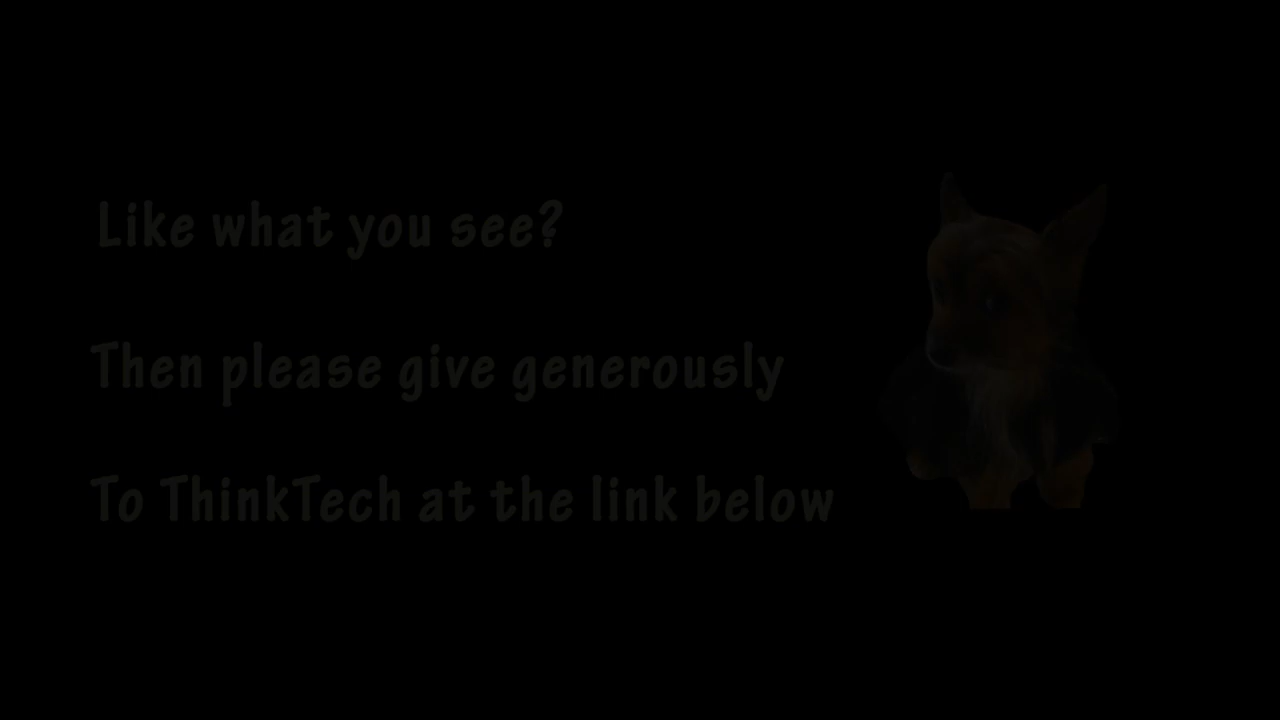 Like what you see?
Then please give generously
To ThinkTech at the link below